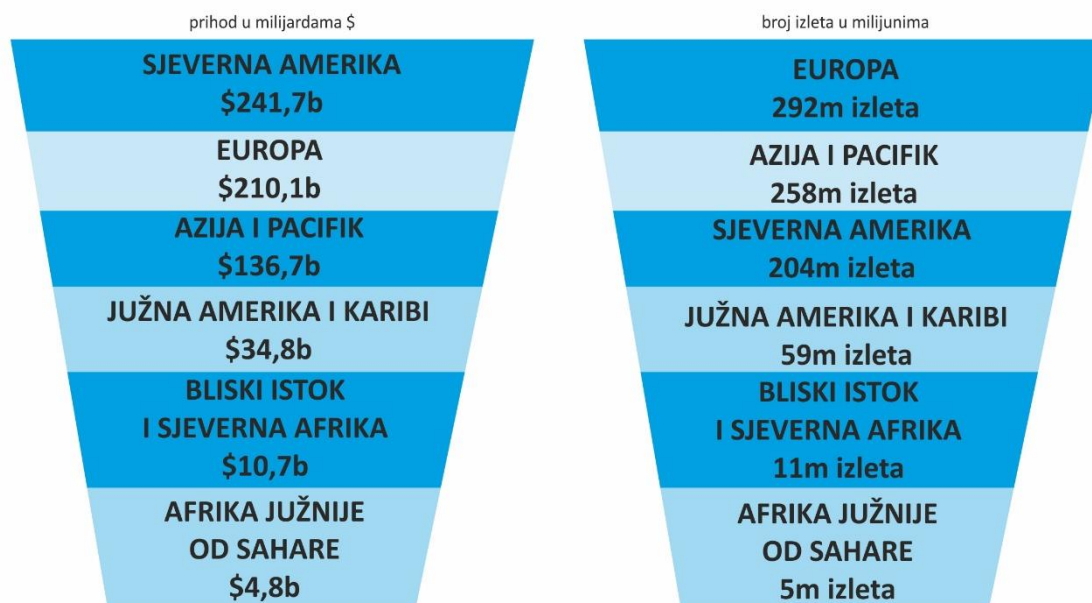 prihod u milijardama $
SJEVERNA AMERIKA
$241,7b
EUROPA
$210,1b
AZIJA I PACIFIK
$136,7b
JUŽNA AMERIKA I KARIBI
$34,8b
BLISKI ISTOK
I SJEVERNA AFRIKA
$10,7b
AFRIKA JUŽNIJE
OD SAHARE
$4,8b
broj izleta u milijunima
EUROPA
292m izleta
AZIJA I PACIFIK
258m izleta
SJEVERNA AMERIKA
204m izleta
JUŽNA AMERIKA I KARIBI
59m izleta
BLISKI ISTOK
I SJEVERNA AFRIKA
11m izleta
AFRIKA JUŽNIJE
OD SAHARE
5m izleta